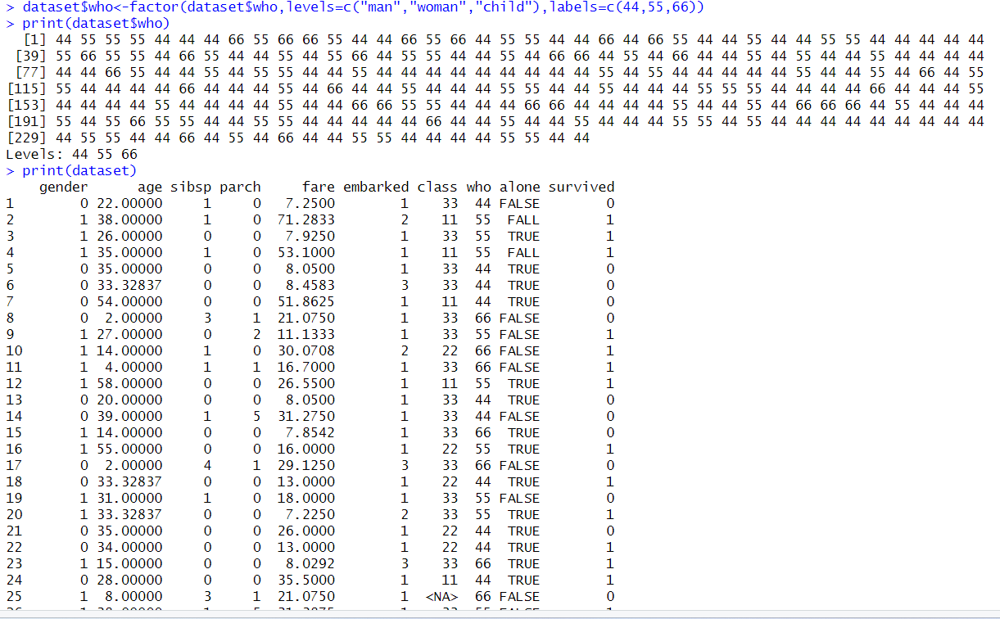 > dataset$who<-factor(dataset$who,levels=c("man","woman","child"),labels=c(44,55,66))
> print(dataset$who)
[1] 44 55 55 55 44 44 44 66 55 66 66 55 44 44 66 55 66 44 55 55 44 44 66 44 66 55 44 44 55 44 44 55 55 44 44 44 44 44
[39] 55 66 55 55 44 66 55 44 44 55 44 55 66 44 55 55 44 44 55 44 66 66 44 55 44 66 44 44 55 44 55 44 44 55 44 44 44 44
[77] 44 44 66 55 44 44 55 44 55 55 44 44 55 44 44 44 44 44 44 44 44 44 44 55 44 55 44 44 44 44 44 55 44 44 55 44 66 44 55
[115] 55 44 44 44 44 66 44 44 44 44 55 44 66 44 44 55 44 44 44 55 55 44 44 55 44 44 44 55 55 55 44 44 44 44 66 44 44 44 55
[153] 44 44 44 44 55 44 44 44 44 44 55 44 44 66 66 55 55 44 44 44 66 66 44 44 44 44 55 44 44 55 44 66 66 66 44 55 44 44 44
[191] 55 44 55 66 55 55 44 44 55 55 44 44 44 44 44 66 44 44 55 44 44 55 44 44 44 55 55 44 55 44 44 44 44 44 44 44 44 44
[229] 44 55 55 44 44 66 44 55 44 66 44 44 55 55 44 44 44 44 55 55 44 44
Levels: 44 55 66
> print(dataset)
gender age sibsp parch fare embarked class who alone survived
1 0 22.00000 1 0 7.2500 1 33 44 FALSE 0
2 1 38.00000 1 0 71.2833 2 11 55 FALL 1
3 1 26.00000 0 0 7.9250 1 33 55 TRUE 1
4 1 35.00000 1 0 53.1000 1 11 55 FALL 1
5 0 35.00000 0 0 8.0500 1 33 44 TRUE 0
6 0 33.32837 0 0 8.4583 3 33 44 TRUE 0
7 0 54.00000 0 0 51.8625 1 11 44 TRUE 0
8 0 2.00000 3 1 21.0750 1 33 66 FALSE 0
9 1 27.00000 0 2 11.1333 1 33 55 FALSE 1
10 1 14.00000 1 0 30.0708 2 22 66 FALSE 1
11 1 4.00000 1 1 16.7000 1 33 66 FALSE 1
12 1 58.00000 0 0 26.5500 1 11 55 TRUE 1
13 0 20.00000 0 0 8.0500 1 33 44 TRUE 0
14 0 39.00000 1 5 31.2750 1 33 44 FALSE 0
15 1 14.00000 0 0 7.8542 1 33 66 TRUE 0
16 1 55.00000 0 0 16.0000 1 22 55 TRUE 1
17 0 2.00000 4 1 29.1250 3 33 66 FALSE 0
18 0 33.32837 0 0 13.0000 1 22 44 TRUE 1
19 1 31.00000 1 0 18.0000 1 33 55 FALSE 0
20 1 33.32837 0 0 7.2250 2 33 55 TRUE 1
21 0 35.00000 0 0 26.0000 1 22 44 TRUE 0
22 0 34.00000 0 0 13.0000 1 22 44 TRUE 1
23 1 15.00000 0 0 8.0292 3 33 66 TRUE 1
24 0 28.00000 0 0 35.5000 1 11 44 TRUE 1
25 1 8.00000 3 1 21.0750 1 <NA> 66 FALSE 0